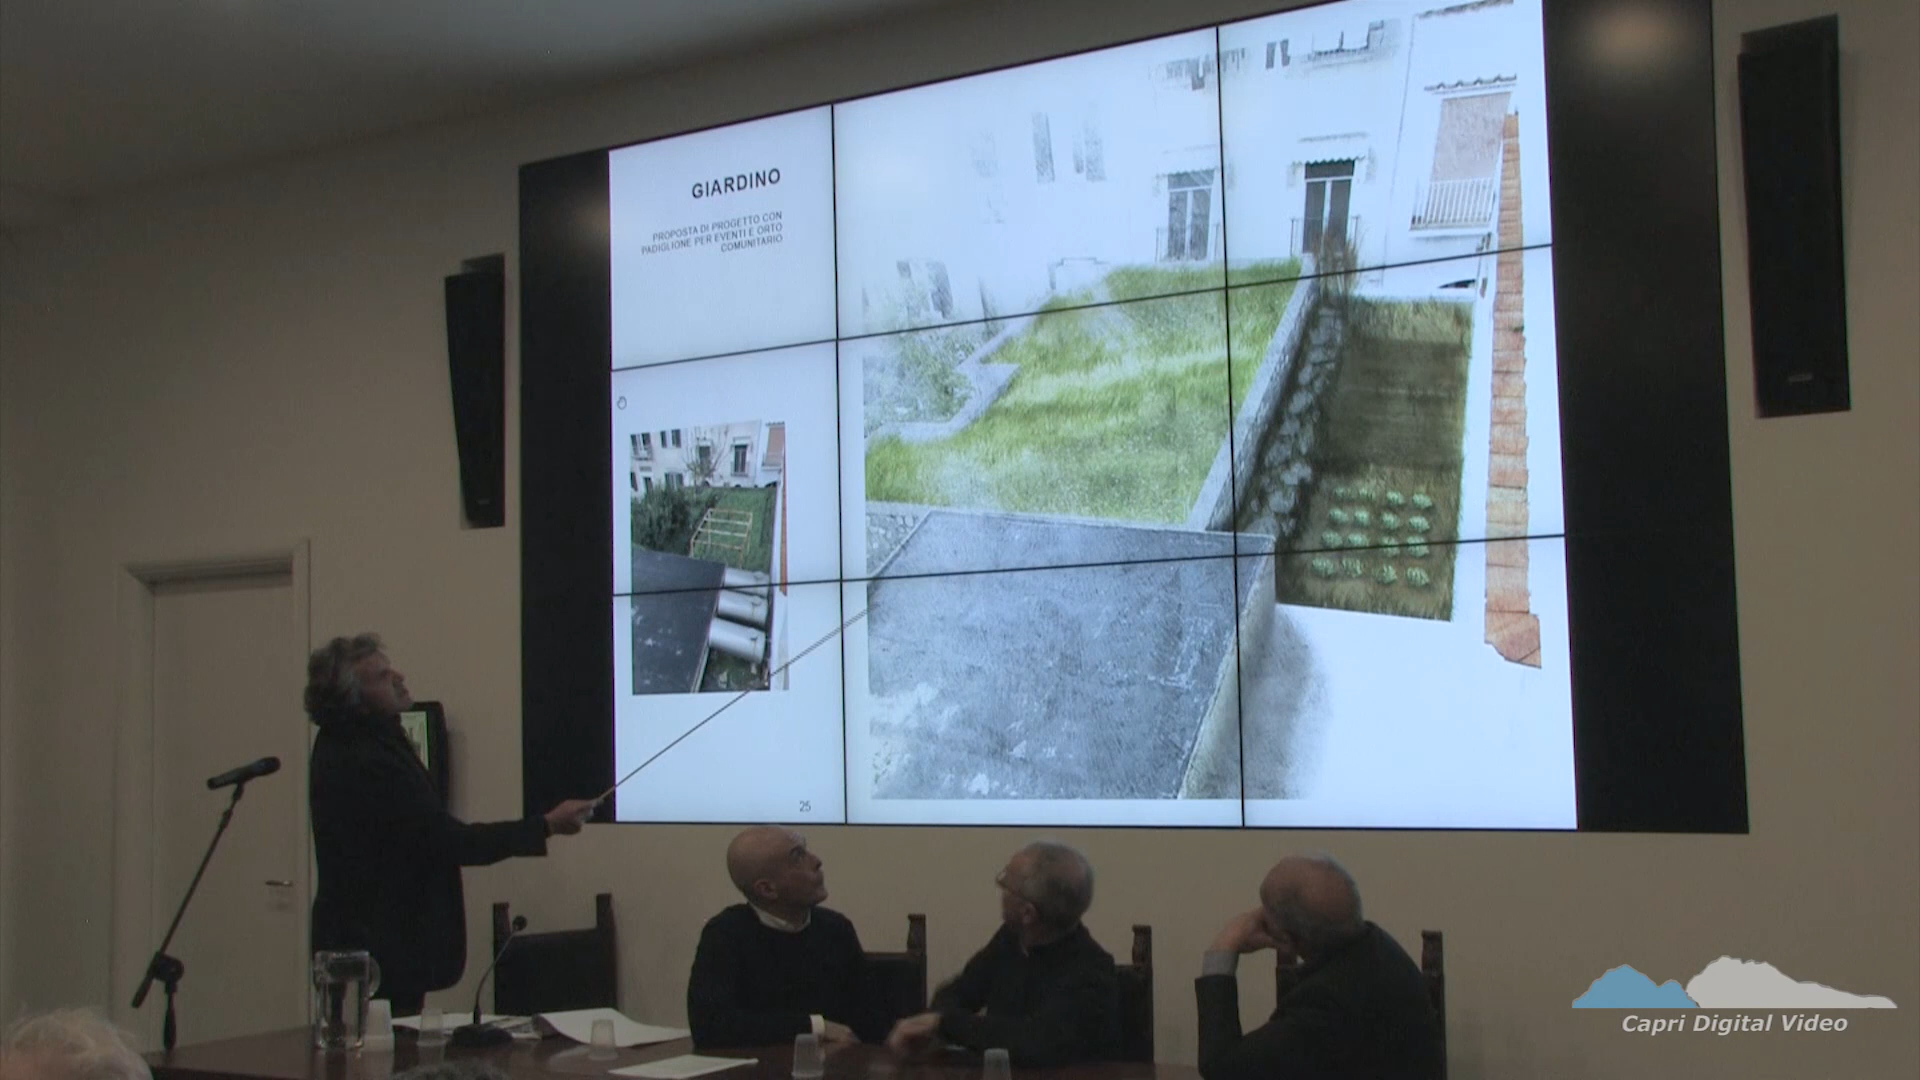 GIARDINO
PROPOSTA DI PROGETTO CON
PADIGLIONE PER EVENTI E ORTO
COMUNITARIO
25
Capri Digital Video